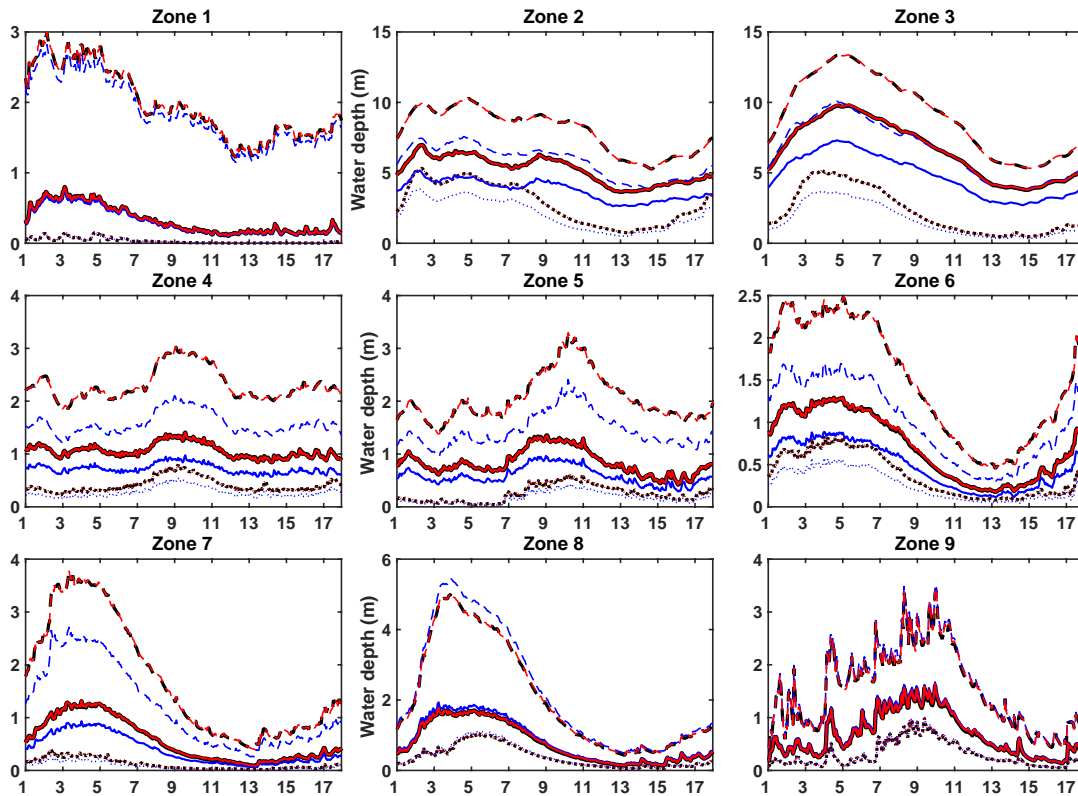 Zone 1 Zone 2 Zone 3
3 15 15
2 10 10
1 5 5
0 0 0
Water depth (m)
1 3 5 7 9 11 13 15 17 1 3 5 7 9 11 13 15 17 1 3 5 7 9 11 13 15 17
Zone 4 Zone 5 Zone 6
4 4 2.5
3 3 2
2 2 1.5
1 1 1
0 0 0.5
0
Water depth (m)
1 3 5 7 9 11 13 15 17 1 3 5 7 9 11 13 15 17 1 3 5 7 9 11 13 15 17
Zone 7 Zone 8 Zone 9
4 6 4
3 4 3
2 2 2
1 0 1
0 0
Water depth (m)
1 3 5 7 9 11 13 15 17 1 3 5 7 9 11 13 15 17 1 3 5 7 9 11 13 15 17